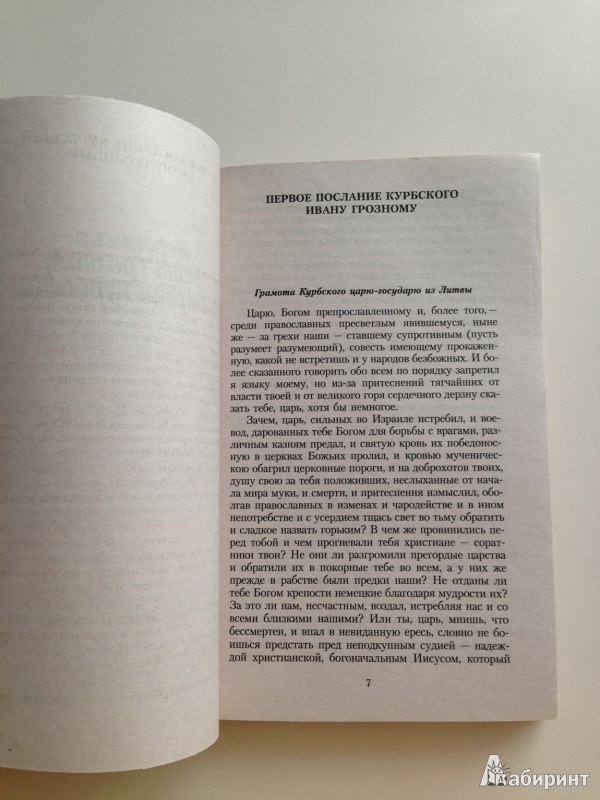 ПЕРВОЕ ПОСЛАНИЕ КУРБСКОГО
ИВАНУ ГРОЗНОМУ
Грамота Курбского царю-государю из Литвы
Царю, Богом препрославленному и, более того, —
среди православных пресветлым явившемуся, ныне
же — за грехи наши — ставшему супротивным (пусть
разумеет разумеющий), совесть имеющему прокажен-
ную, какой не встретишь и у народов безбожных. И бо-
лее сказанного говорить обо всем по порядку запретил
я языку моему, но из-за притеснений тягчайших от
власти твоей и от великого горя сердечного дерзну ска-
зать тебе, царь, хотя бы немногое.
Зачем, царь, сильных во Израиле истребил, и вое-
вод, дарованных тебе Богом для борьбы с врагами, раз-
личным казням предал, и святую кровь их победонос-
ную в церквах Божьих пролил, и кровью мучениче-
скою обагрил церковные пороги, и на доброхотов твоих,
душу свою за тебя положивших, неслыханные от нача-
ла мира муки, и смерти, и притеснения измыслил, обо-
лгав православных в изменах и чародействе и в ином
непотребстве и с усердием тщась свет во тьму обратить
и сладкое назвать горьким? В чем же провинились пе-
ред тобой и чем прогневали тебя христиане — сорат-
ники твои? Не они ли разгромили прегордые царства
и обратили их в покорные тебе во всем, а у них же
прежде в рабстве были предки наши? Не отданы ли
тебе Богом крепости немецкие благодаря мудрости их?
За это ли нам, несчастным, воздал, истребляя нас и со
всеми близкими нашими? Или ты, царь, мнишь, что
бессмертен, и впал в невиданную ересь, словно не бо-
ишься предстать пред неподкупным судией — надеж-
дой христианской, богоначальным Иисусом, который
7
Лабиринт